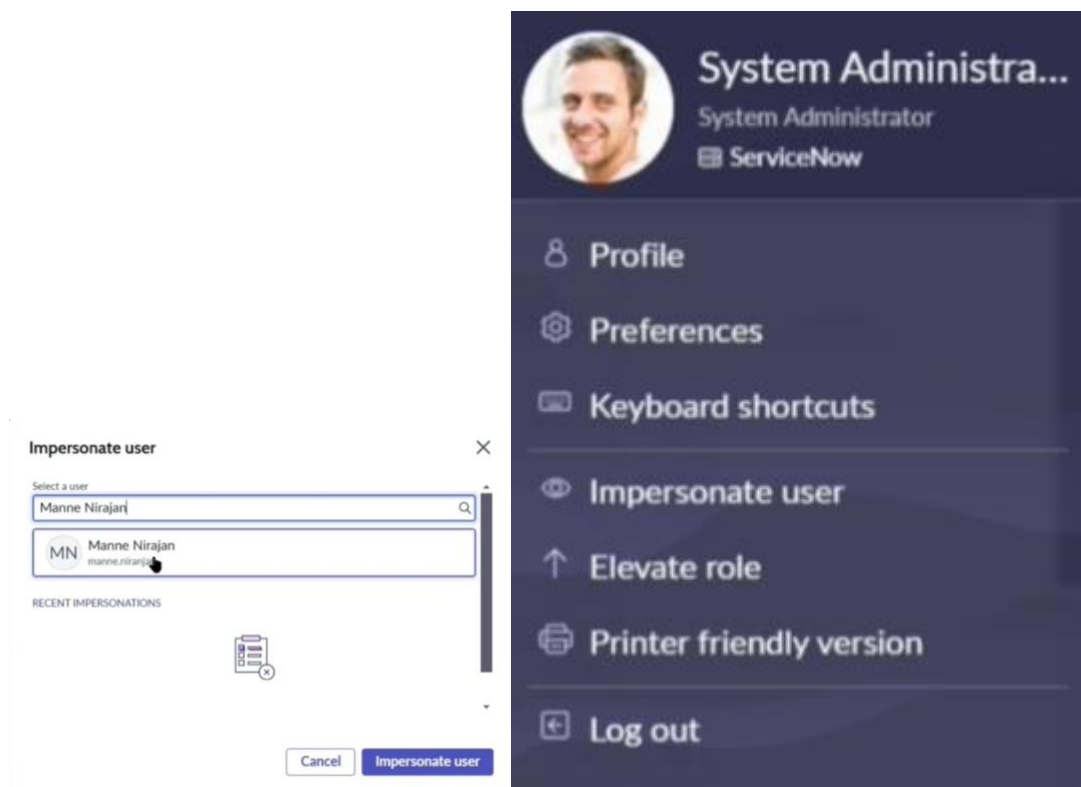 Impersonate user
Select a user
Manne Nirajan
MN
Manne Nirajan
RECENT IMPERSONATIONS
Cancel
Impersonate user
System Administra...
System Administrator
ServiceNow
Profile
Preferences
Keyboard shortcuts
Impersonate user
Elevate role
Printer friendly version
Log out